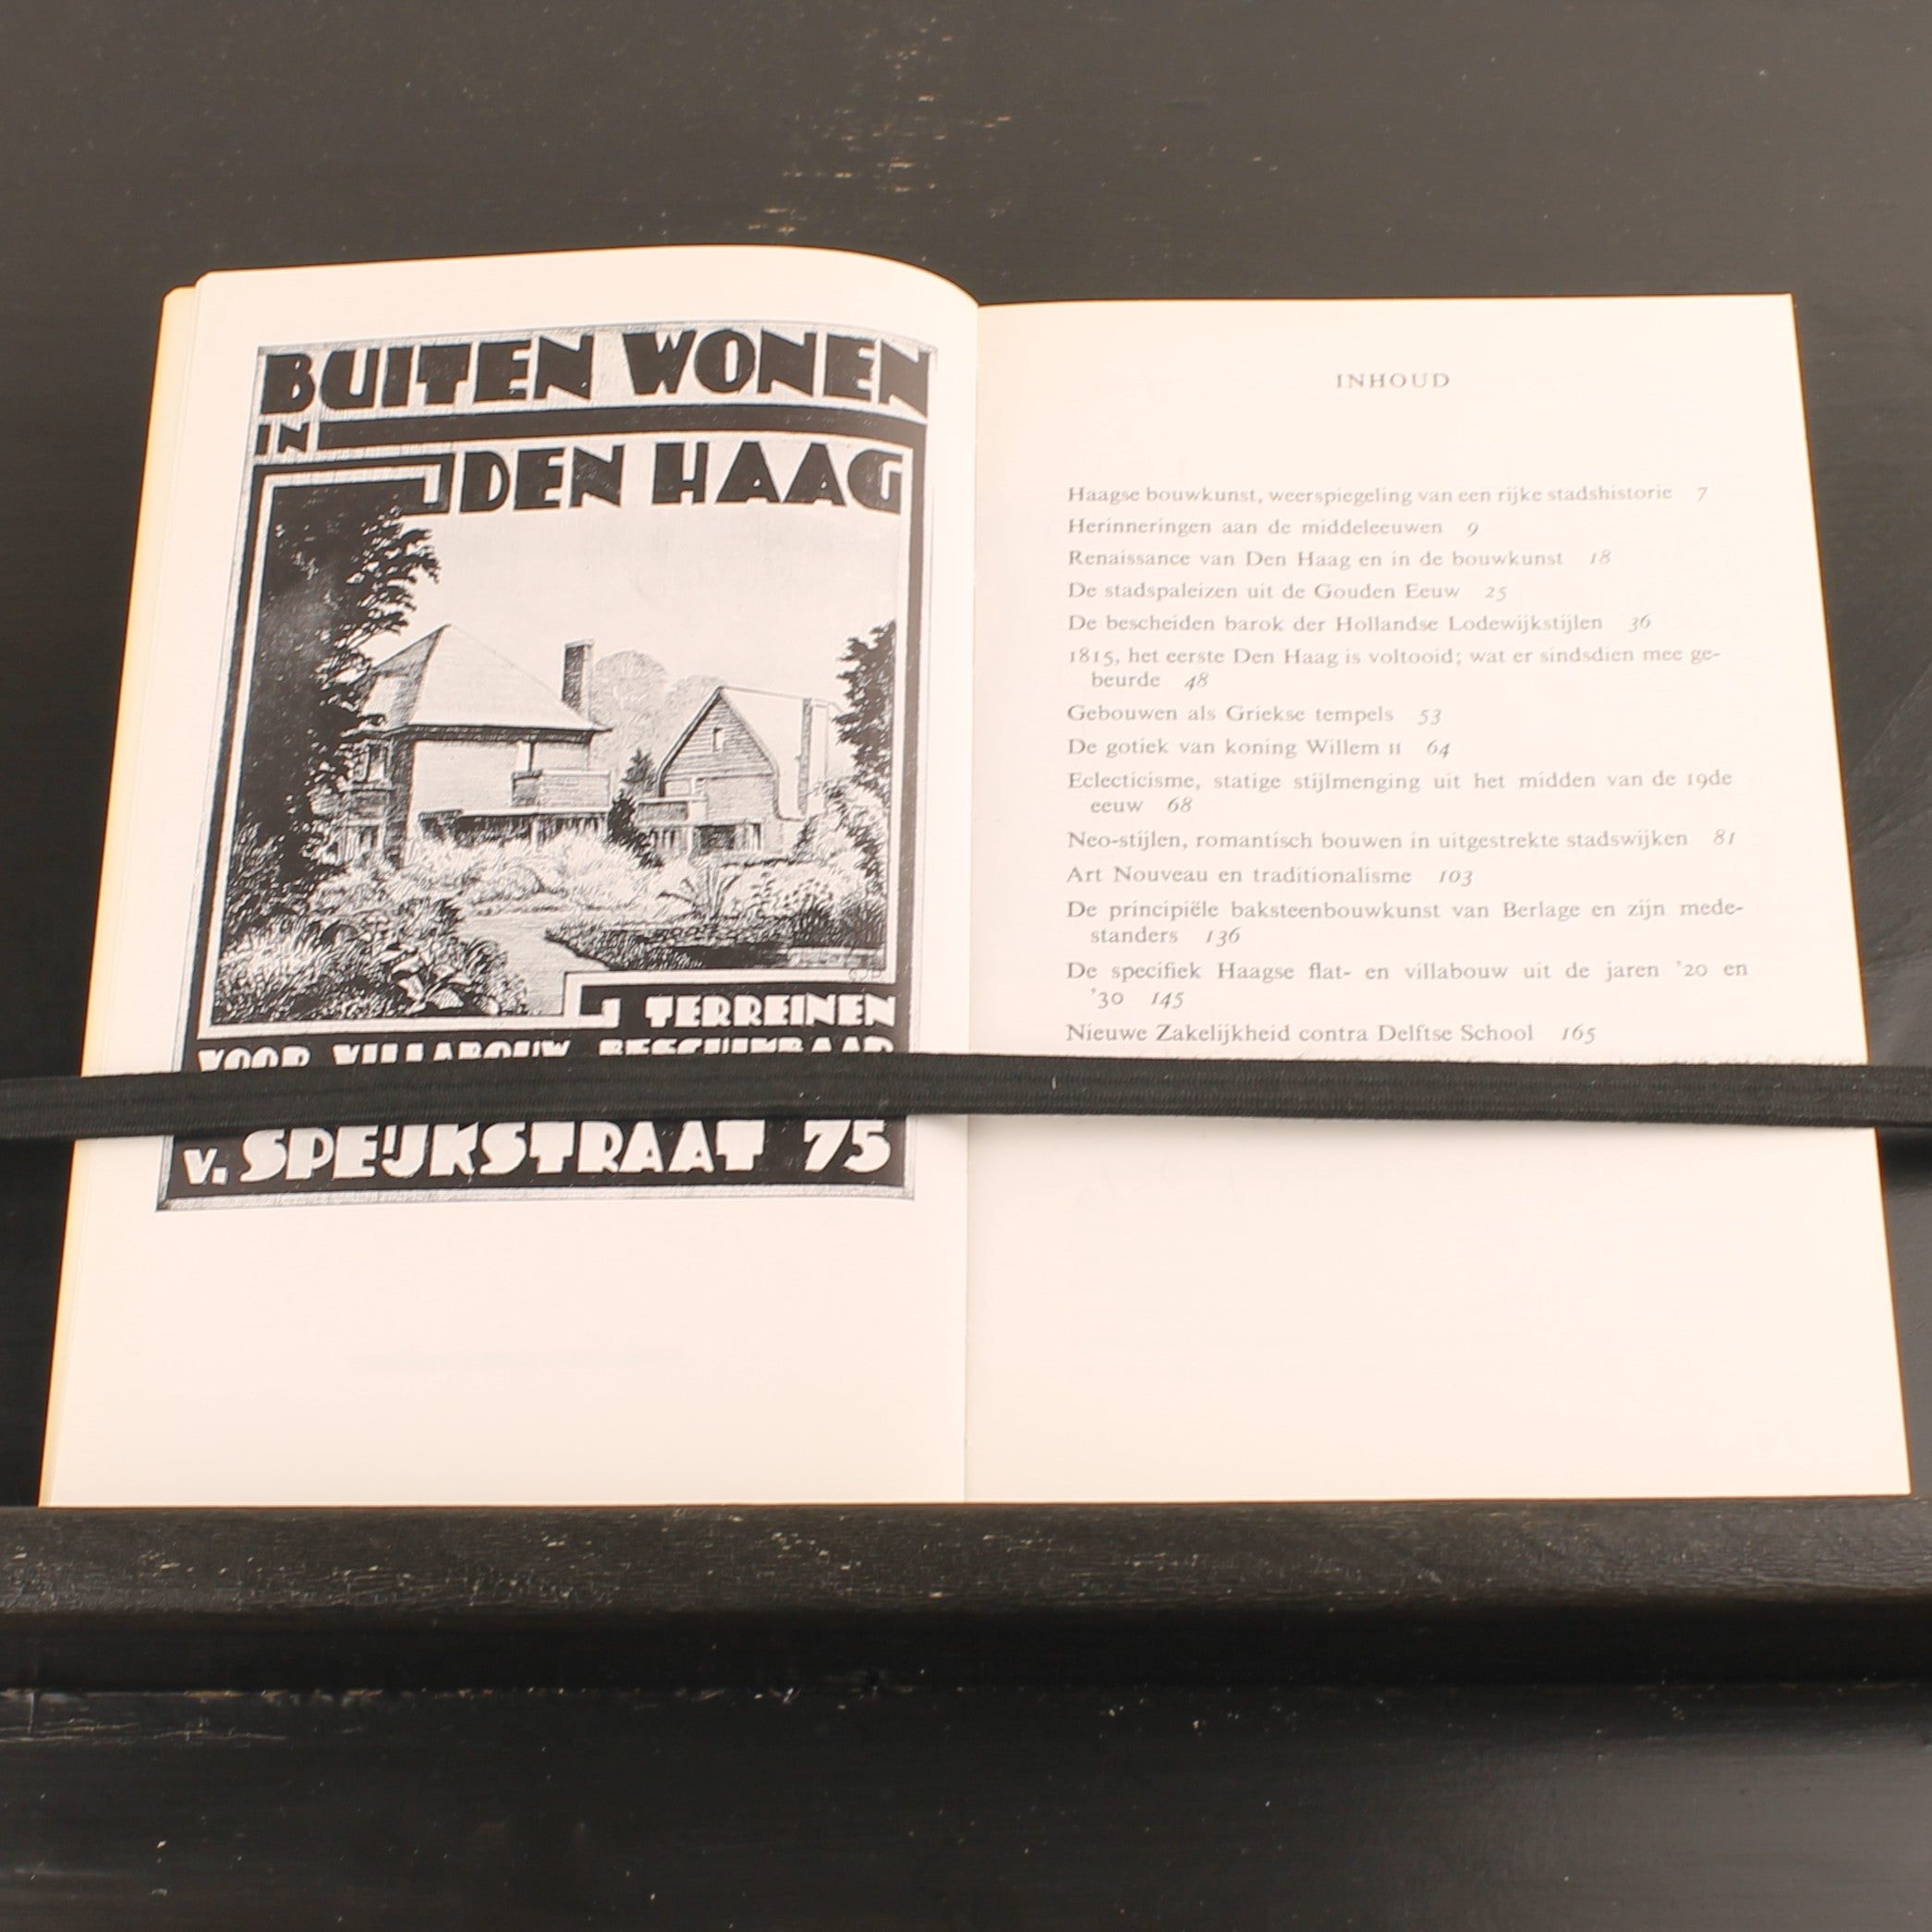 BUITEN WONEN
IN
DEN HAAG
TERREINEN
VOOR VILLABOUW BESCHIKBAAR
v. SPEIJKSTRAAT 75
INHOUD
Haagse bouwkunst, weerspiegeling van een rijke stadshistorie 7
Herinneringen aan de middeleeuwen 9
Renaissance van Den Haag en in de bouwkunst 18
De stadspaleizen uit de Gouden Eeuw 25
De bescheiden barok der Hollandse Lodewijkstijlen 36
1815, het eerste Den Haag is voltooid; wat er sindsdien mee ge-
beurde 48
Gebouwen als Griekse tempels 53
De gotiek van koning Willem II 64
Eclecticisme, statige stijlmenging uit het midden van de 19de
eeuw 68
Neo-stijlen, romantisch bouwen in uitgestrekte stadswijken 81
Art Nouveau en traditionalisme 103
De principiële baksteenbouwkunst van Berlage en zijn mede-
standers 136
De specifiek Haagse flat- en villabouw uit de jaren '20 en
'30 145
Nieuwe Zakelijkheid contra Delftse School 165